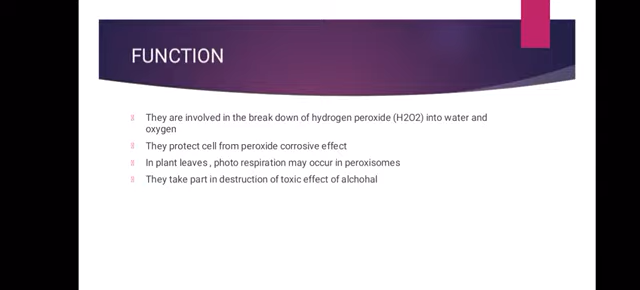 FUNCTION
They are involved in the break down of hydrogen peroxide (H2O2) into water and
oxygen
They protect cell from peroxide corrosive effect
In plant leaves , photo respiration may occur in peroxisomes
They take part in destruction of toxic effect of alchohal